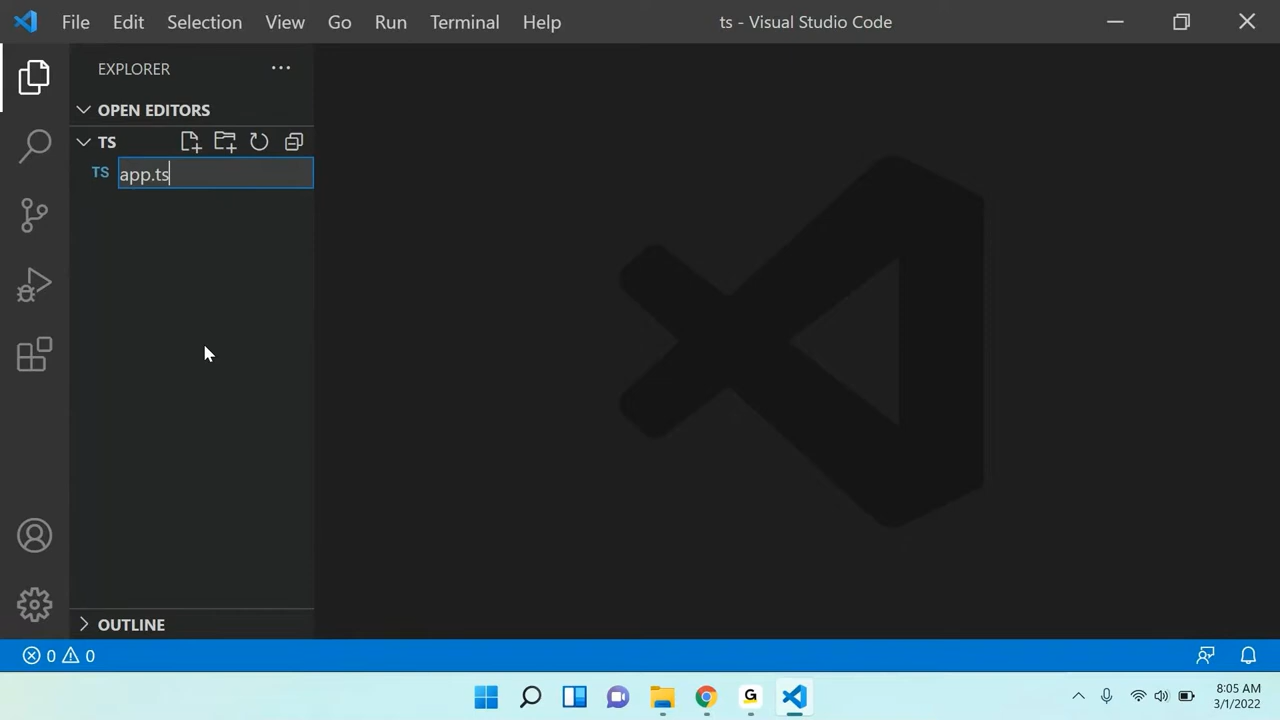 File Edit Selection View Go Run Terminal Help ts - Visual Studio Code
EXPLORER
OPEN EDITORS
TS
TS app.ts
OUTLINE
0 0
G
8:05 AM
3/1/2022